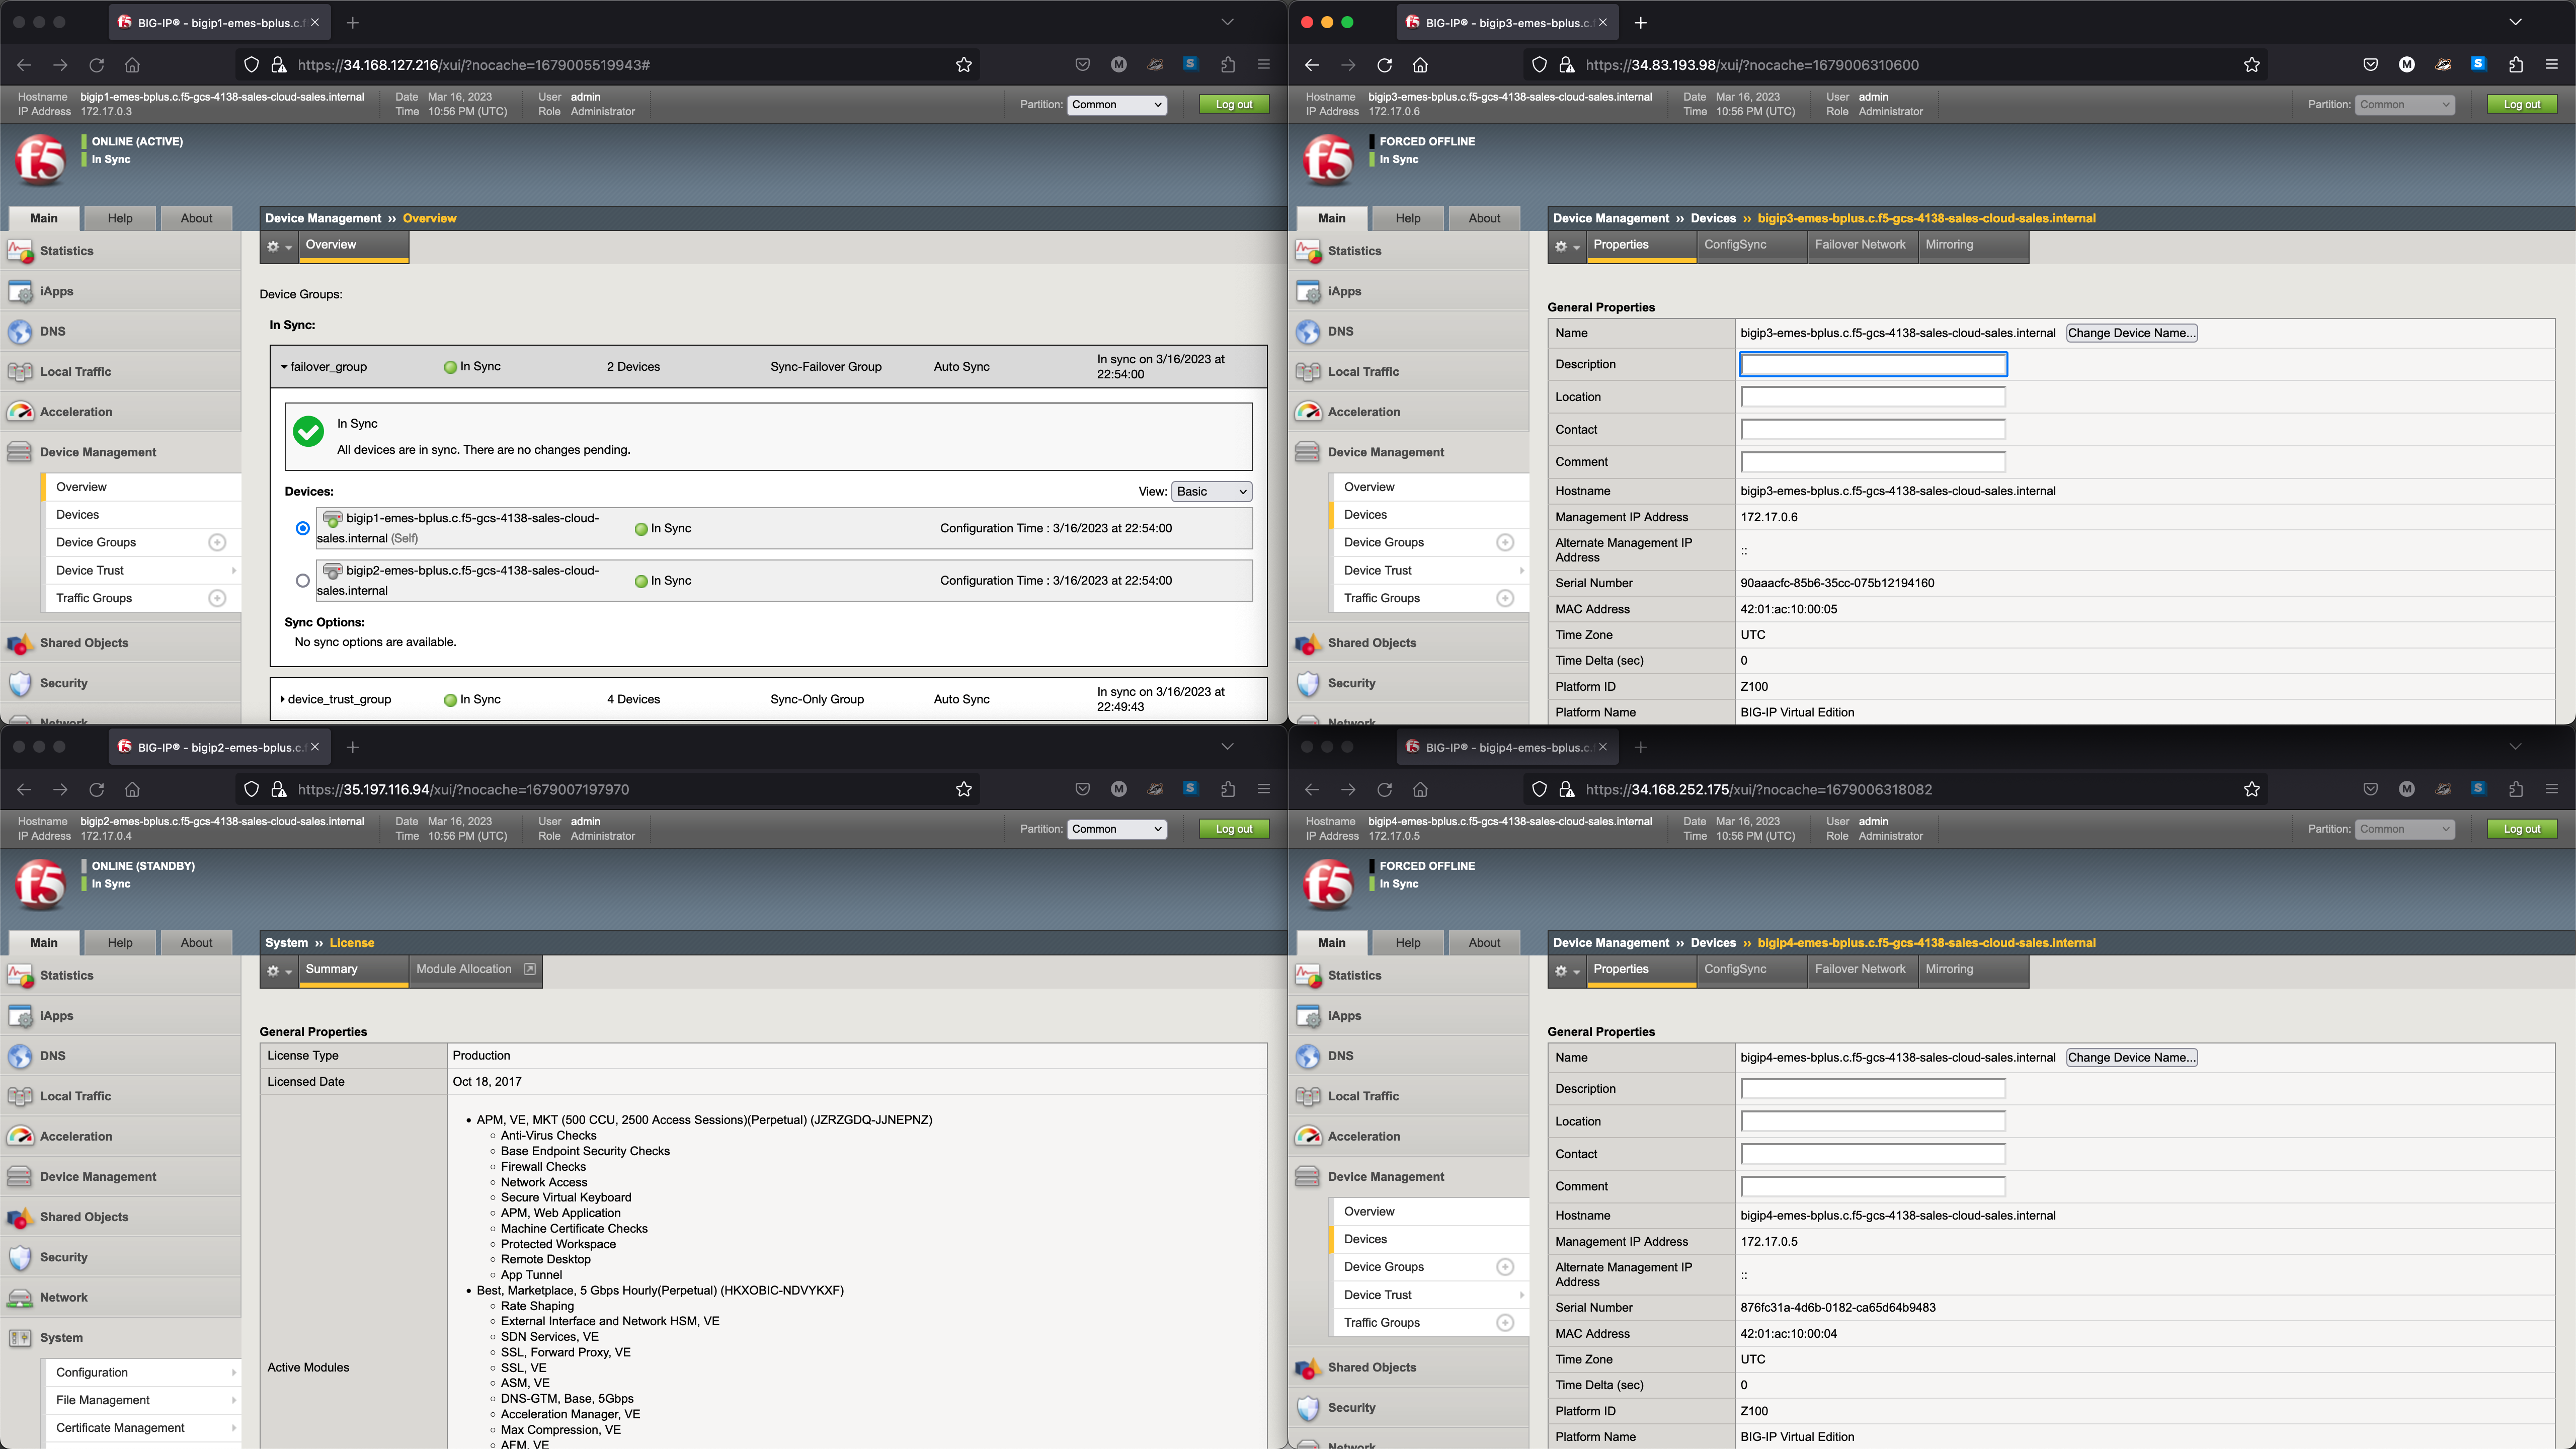 BIG-IP® - bigip1-emes-bplus.c.f
https://34.168.127.216/xui/?nocache=1679005519943#
Hostname bigip1-emes-bplus.c.f5-gcs-4138-sales-cloud-sales.internal Date Mar 16, 2023 User admin
IP Address 172.17.0.3 Time 10:56 PM (UTC) Role Administrator
Partition: Common Log out
f5
ONLINE (ACTIVE)
In Sync
Main Help About
Device Management ›› Overview
Overview
Statistics
iApps
DNS
Local Traffic
Acceleration
Device Management
Overview
Devices
Device Groups
Device Trust
Traffic Groups
Shared Objects
Security
Network
Device Groups:
In Sync:
failover_group In Sync 2 Devices Sync-Failover Group Auto Sync In sync on 3/16/2023 at
22:54:00
In Sync
All devices are in sync. There are no changes pending.
Devices: View: Basic
bigip1-emes-bplus.c.f5-gcs-4138-sales-cloud-
sales.internal (Self) In Sync Configuration Time : 3/16/2023 at 22:54:00
bigip2-emes-bplus.c.f5-gcs-4138-sales-cloud-
sales.internal In Sync Configuration Time : 3/16/2023 at 22:54:00
Sync Options:
No sync options are available.
device_trust_group In Sync 4 Devices Sync-Only Group Auto Sync In sync on 3/16/2023 at
22:49:43
BIG-IP® - bigip3-emes-bplus.c.f
https://34.83.193.98/xui/?nocache=1679006310600
Hostname bigip3-emes-bplus.c.f5-gcs-4138-sales-cloud-sales.internal Date Mar 16, 2023 User admin
IP Address 172.17.0.6 Time 10:56 PM (UTC) Role Administrator
Partition: Common Log out
f5
FORCED OFFLINE
In Sync
Main Help About
Device Management ›› Devices ›› bigip3-emes-bplus.c.f5-gcs-4138-sales-cloud-sales.internal
Properties ConfigSync Failover Network Mirroring
Statistics
iApps
DNS
Local Traffic
Acceleration
Device Management
Overview
Devices
Device Groups
Device Trust
Traffic Groups
Shared Objects
Security
Network
General Properties
Name bigip3-emes-bplus.c.f5-gcs-4138-sales-cloud-sales.internal Change Device Name...
Description
Location
Contact
Comment
Hostname bigip3-emes-bplus.c.f5-gcs-4138-sales-cloud-sales.internal
Management IP Address 172.17.0.6
Alternate Management IP
Address ::
Serial Number 90aaacfc-85b6-35cc-075b12194160
MAC Address 42:01:ac:10:00:05
Time Zone UTC
Time Delta (sec) 0
Platform ID Z100
Platform Name BIG-IP Virtual Edition
BIG-IP® - bigip2-emes-bplus.c.f
https://35.197.116.94/xui/?nocache=1679007197970
Hostname bigip2-emes-bplus.c.f5-gcs-4138-sales-cloud-sales.internal Date Mar 16, 2023 User admin
IP Address 172.17.0.4 Time 10:56 PM (UTC) Role Administrator
Partition: Common Log out
f5
ONLINE (STANDBY)
In Sync
Main Help About
System ›› License
Summary Module Allocation
Statistics
iApps
DNS
Local Traffic
Acceleration
Device Management
Shared Objects
Security
Network
System
Configuration
File Management
Certificate Management
General Properties
License Type Production
Licensed Date Oct 18, 2017
Active Modules
• APM, VE, MKT (500 CCU, 2500 Access Sessions)(Perpetual) (JZRZGDQ-JJNEPNZ)
Anti-Virus Checks
Base Endpoint Security Checks
Firewall Checks
Network Access
Secure Virtual Keyboard
APM, Web Application
Machine Certificate Checks
Protected Workspace
Remote Desktop
App Tunnel
• Best, Marketplace, 5 Gbps Hourly(Perpetual) (HKXOBIC-NDVYKXF)
Rate Shaping
External Interface and Network HSM, VE
SDN Services, VE
SSL, Forward Proxy, VE
SSL, VE
ASM, VE
DNS-GTM, Base, 5Gbps
Acceleration Manager, VE
Max Compression, VE
AFM, VE
BIG-IP® - bigip4-emes-bplus.c.
https://34.168.252.175/xui/?nocache=1679006318082
Hostname bigip4-emes-bplus.c.f5-gcs-4138-sales-cloud-sales.internal Date Mar 16, 2023 User admin
IP Address 172.17.0.5 Time 10:56 PM (UTC) Role Administrator
Partition: Common Log out
f5
FORCED OFFLINE
In Sync
Main Help About
Device Management ›› Devices ›› bigip4-emes-bplus.c.f5-gcs-4138-sales-cloud-sales.internal
Properties ConfigSync Failover Network Mirroring
Statistics
iApps
DNS
Local Traffic
Acceleration
Device Management
Overview
Devices
Device Groups
Device Trust
Traffic Groups
Shared Objects
Security
Network
General Properties
Name bigip4-emes-bplus.c.f5-gcs-4138-sales-cloud-sales.internal Change Device Name...
Description
Location
Contact
Comment
Hostname bigip4-emes-bplus.c.f5-gcs-4138-sales-cloud-sales.internal
Management IP Address 172.17.0.5
Alternate Management IP
Address ::
Serial Number 876fc31a-4d6b-0182-ca65d64b9483
MAC Address 42:01:ac:10:00:04
Time Zone UTC
Time Delta (sec) 0
Platform ID Z100
Platform Name BIG-IP Virtual Edition